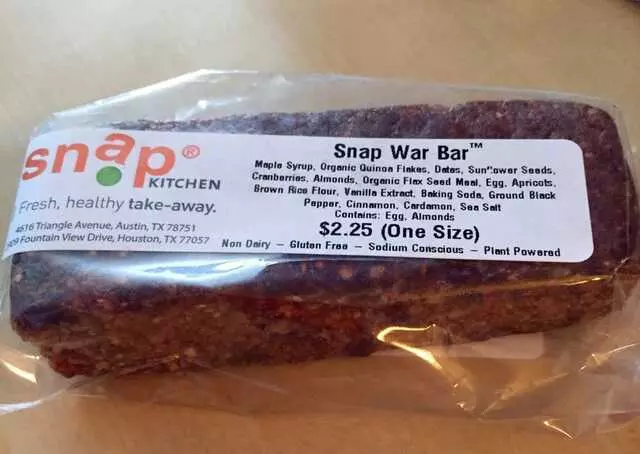 snap®
KITCHEN
Fresh, healthy take-away.
4616 Triangle Avenue, Austin, TX 78751
Fountain View Drive, Houston, TX 77057
Snap War Bar™
Maple Syrup, Organic Quinoa Flakes, Dates, Sunflower Seeds,
Cranberries, Almonds, Organic Flax Seed Meal, Egg, Apricots,
Brown Rice Flour, Vanilla Extract, Baking Soda, Ground Black
Pepper, Cinnamon, Cardamon, Sea Salt
Contains: Egg, Almonds
$2.25 (One Size)
Non Dairy – Gluten Free – Sodium Conscious – Plant Powered